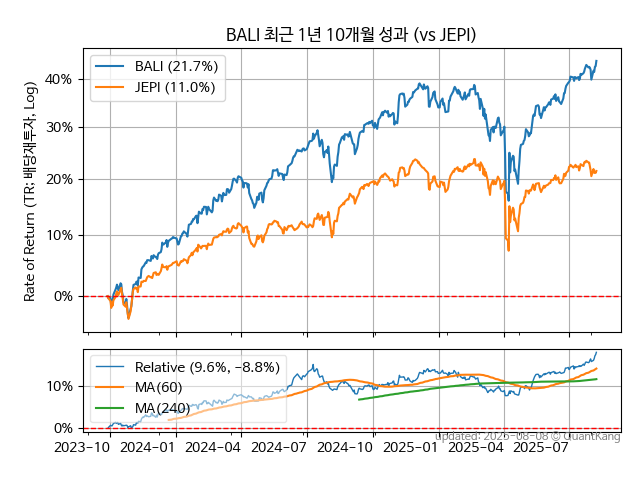 BALI 최근 1년 10개월 성과 (vs JEPI)
Rate of Return (TR: 배당재투자, Log)
BALI (21.7%)
JEPI (11.0%)
40%
30%
20%
10%
0%
Relative (9.6%, -8.8%)
MA(60)
MA(240)
10%
0%
2023-10 2024-01 2024-04 2024-07 2024-10 2025-01 2025-04 2025-07
updated: 2025-08-08 © QuantKang